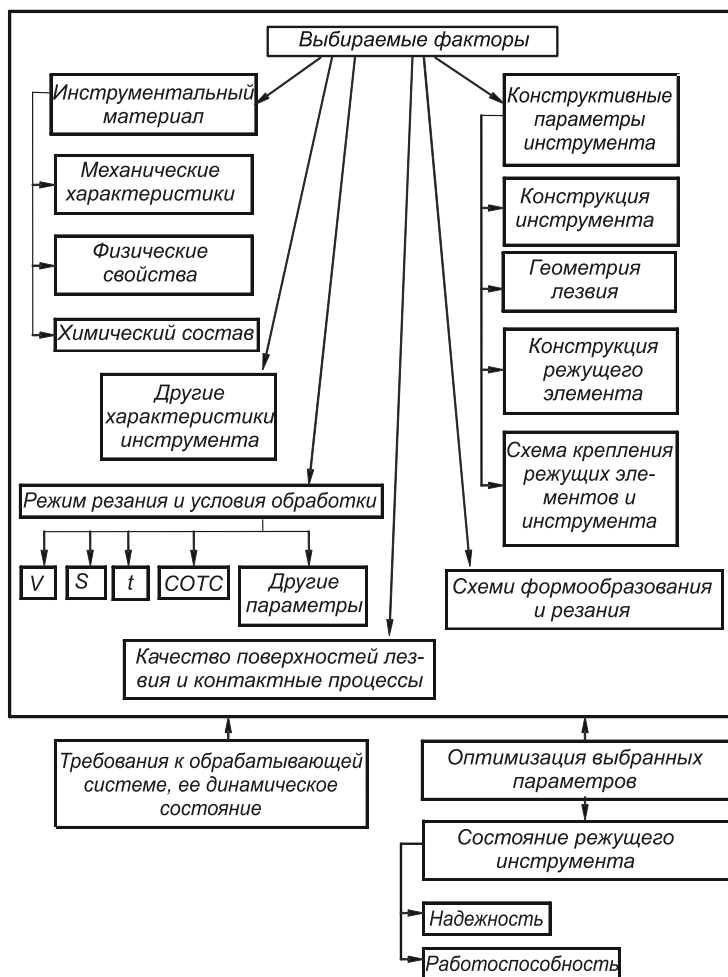 Выбираемые факторы
Инструментальный
материал
Механические
характеристики
Физические
свойства
Химический состав
Другие
характеристики
инструмента
Конструктивные
параметры
инструмента
Конструкция
инструмента
Геометрия
лезвия
Конструкция
режущего
элемента
Схема крепления
режущих эле-
ментов и
инструмента
Режим резания и условия обработки
V
S
t
СОТС
Другие
параметры
Схеми формообразования
и резания
Качество поверхностей лез-
вия и контактные процессы
Требования к обрабатывающей
системе, ее динамическое
состояние
Оптимизация выбранных
параметров
Состояние режущего
инструмента
Надежность
Работоспособность